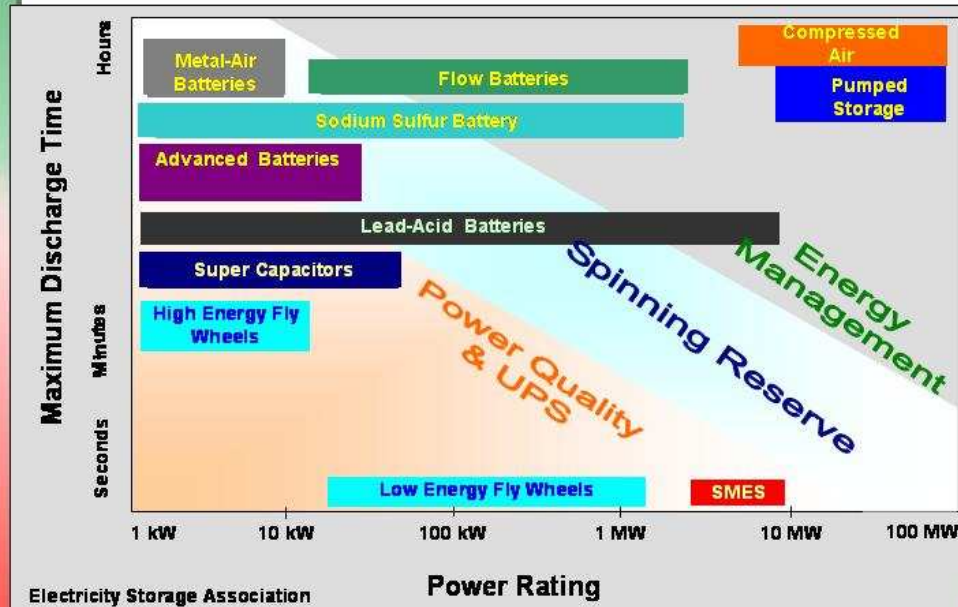 Hours
Minutes
Seconds
Maximum Discharge Time
Metal-Air
Batteries
Flow Batteries
Compressed
Air
Pumped
Storage
Sodium Sulfur Battery
Advanced Batteries
Lead-Acid Batteries
Super Capacitors
High Energy Fly
Wheels
Energy
Management
Spinning Reserve
Power Quality
& UPS
Low Energy Fly Wheels
SMES
1 kW
10 kW
100 kW
1 MW
10 MW
100 MW
Power Rating
Electricity Storage Association